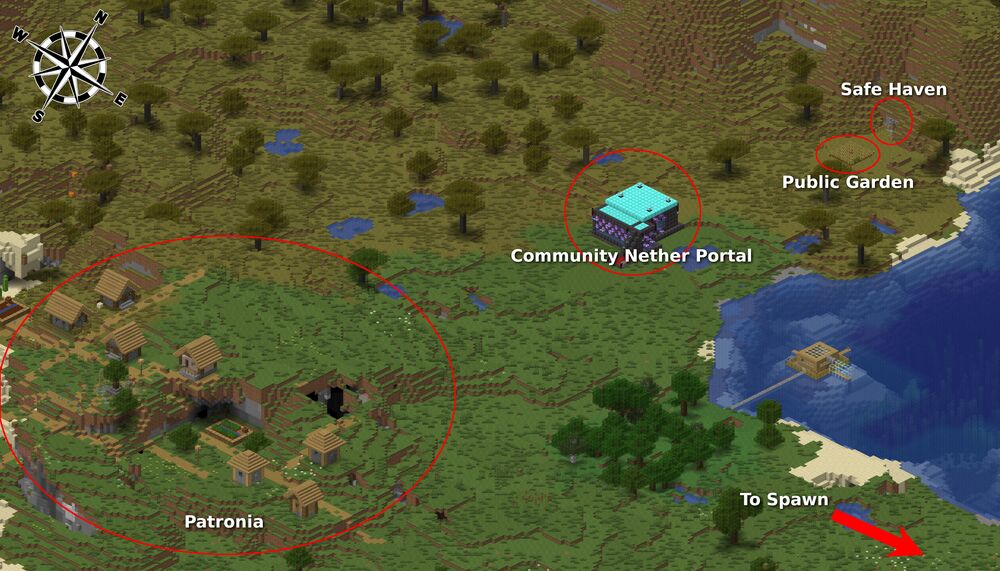 N
W
E
S
Safe Haven
Public Garden
Community Nether Portal
To Spawn
Patronia